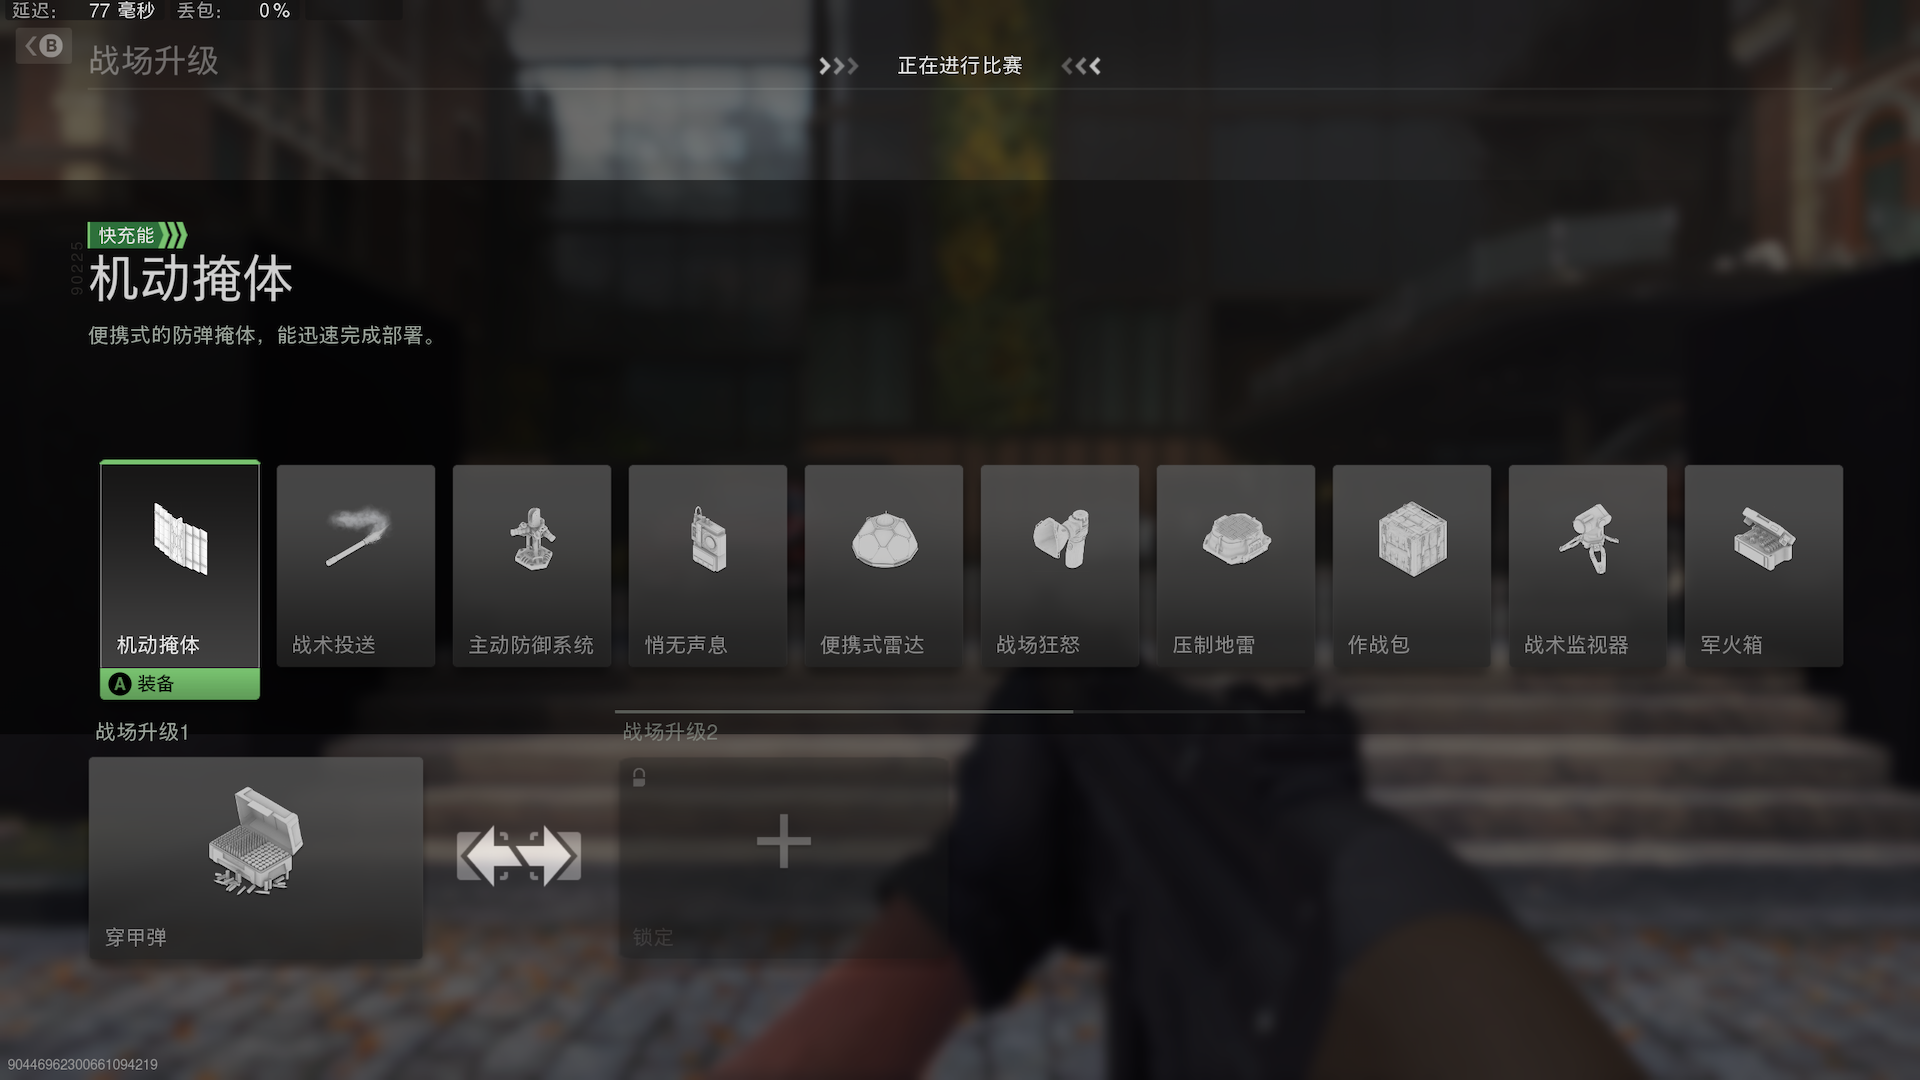 延迟： 77 毫秒 丢包： 0%
B
战场升级
正在进行比赛
快充能
90225
机动掩体
便携式的防弹掩体，能迅速完成部署。
机动掩体
战术投送
主动防御系统
悄无声息
便携式雷达
战场狂怒
压制地雷
作战包
战术监视器
军火箱
A 装备
战场升级1
战场升级2
穿甲弹
锁定
90446962300661094219